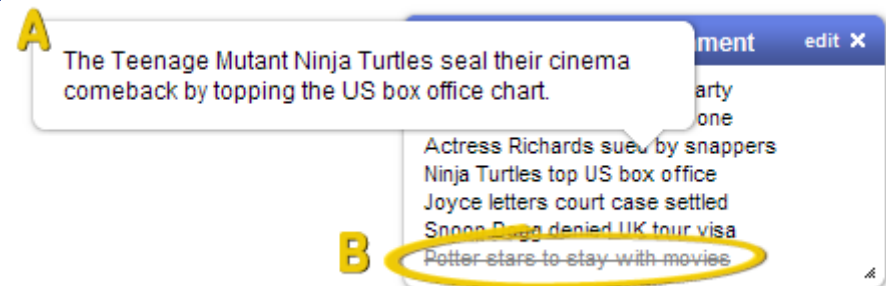 A
The Teenage Mutant Ninja Turtles seal their cinema
comeback by topping the US box office chart.
ment edit ×
arty
one
Actress Richards sued by snappers
Ninja Turtles top US box office
Joyce letters court case settled
Snoop Dogg denied UK tour visa
B
Potter stars to stay with movies